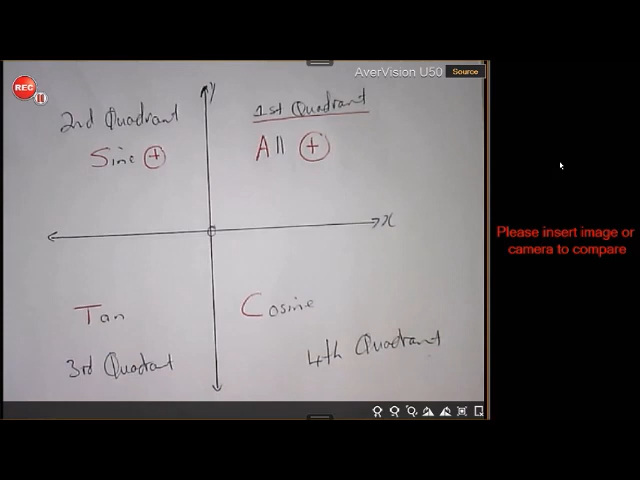 AverVision U50
Source
REC
y
2nd Quadrant
1st Quadrant
Sine +
All +
x
Please insert image or
camera to compare
Tan
Cosine
3rd Quadrant
4th Quadrant